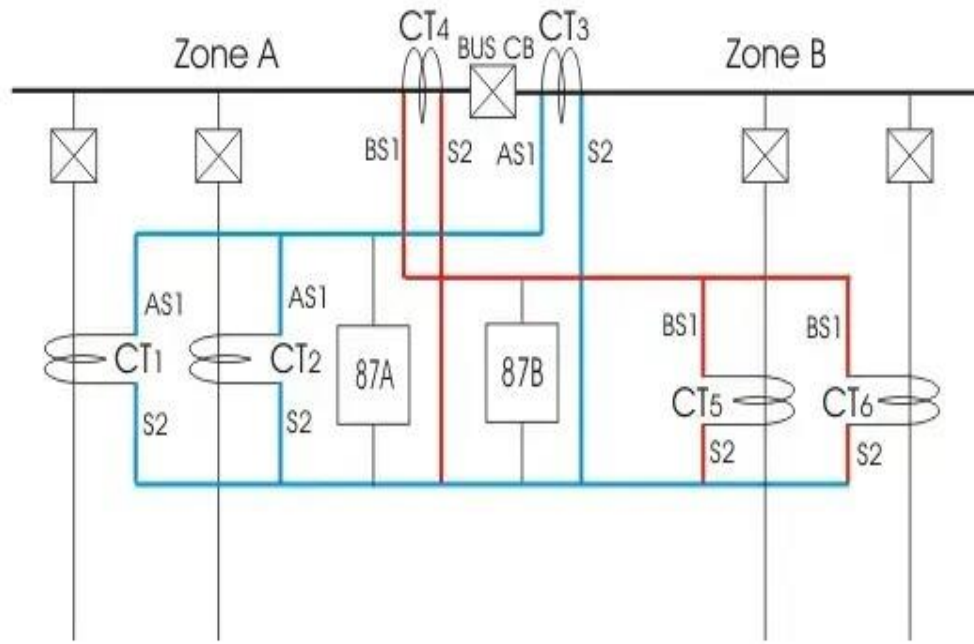 Zone A
CT4
BUS CB
CT3
Zone B
BS1
S2
AS1
S2
AS1
AS1
BS1
BS1
CT1
CT2
87A
87B
CT5
CT6
S2
S2
S2
S2